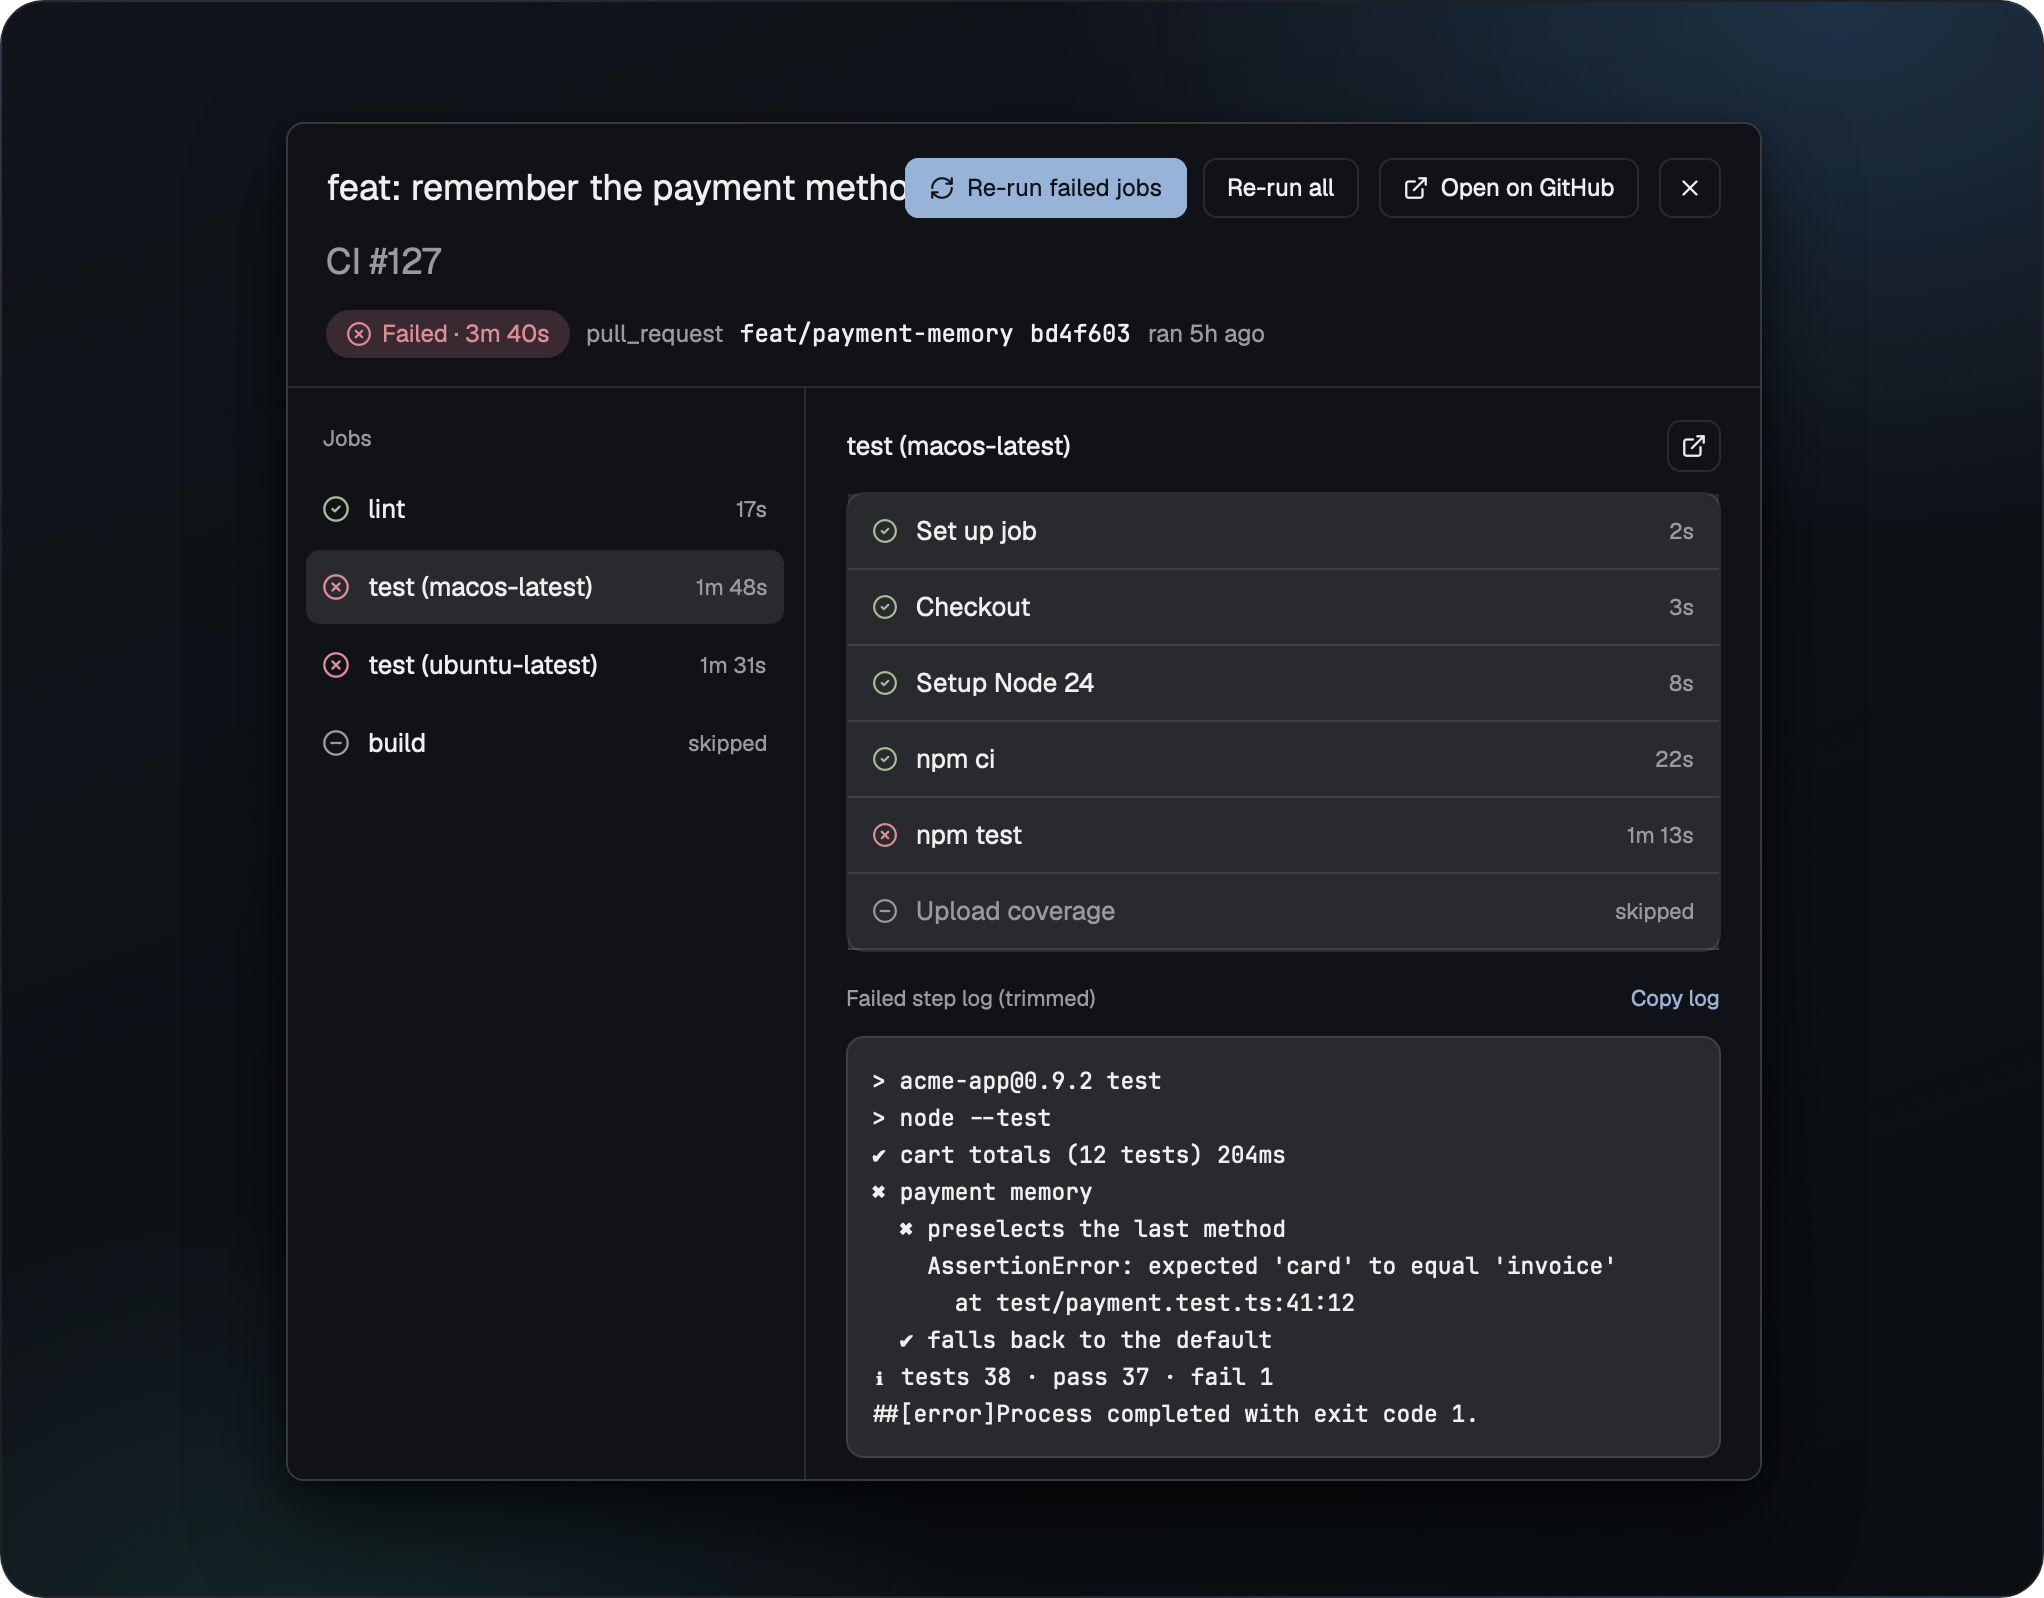 feat: remember the payment metho
Re-run failed jobs
Re-run all
Open on GitHub
CI #127
Failed · 3m 40s pull_request feat/payment-memory bd4f603 ran 5h ago
Jobs
lint 17s
test (macos-latest) 1m 48s
test (ubuntu-latest) 1m 31s
build skipped
test (macos-latest)
Set up job 2s
Checkout 3s
Setup Node 24 8s
npm ci 22s
npm test 1m 13s
Upload coverage skipped
Failed step log (trimmed) Copy log
> acme-app@0.9.2 test
> node --test
✔ cart totals (12 tests) 204ms
✖ payment memory
✖ preselects the last method
AssertionError: expected 'card' to equal 'invoice'
at test/payment.test.ts:41:12
✔ falls back to the default
ℹ tests 38 · pass 37 · fail 1
##[error]Process completed with exit code 1.